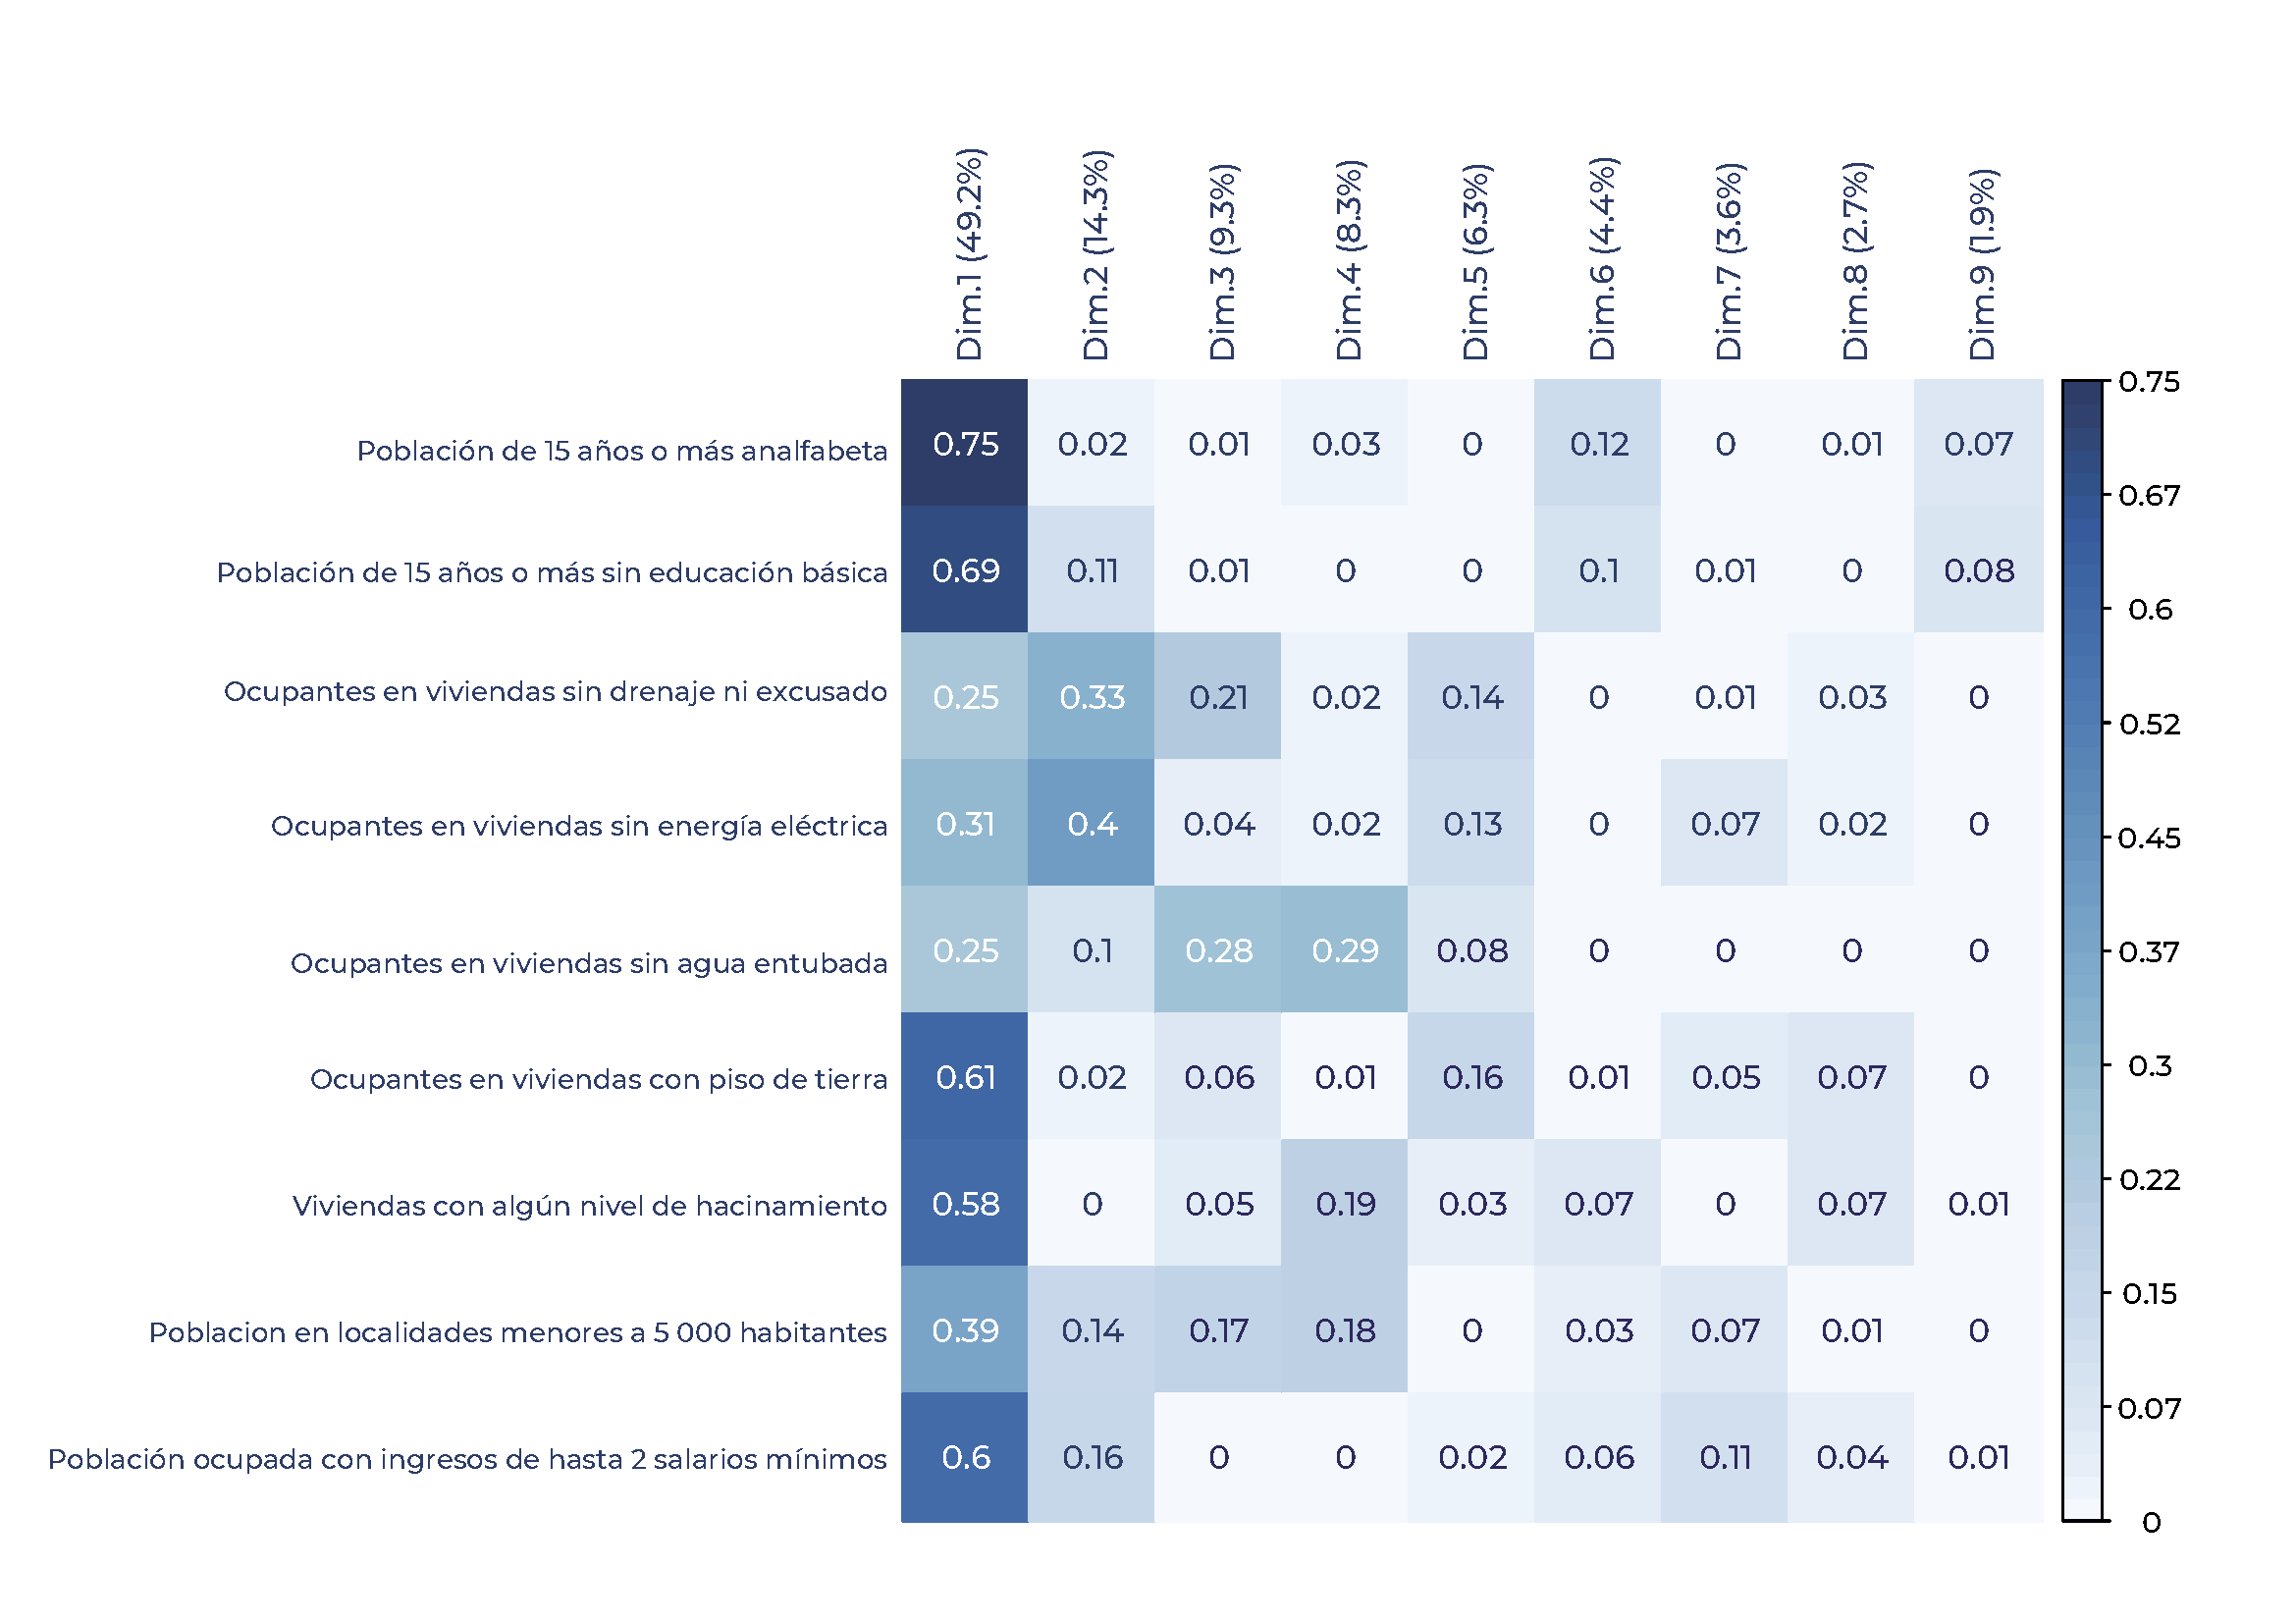 Dim.1 (49.2%) Dim.2 (14.3%) Dim.3 (9.3%) Dim.4 (8.3%) Dim.5 (6.3%) Dim.6 (4.4%) Dim.7 (3.6%) Dim.8 (2.7%) Dim.9 (1.9%)
Población de 15 años o más analfabeta 0.75 0.02 0.01 0.03 0 0.12 0 0.01 0.07
Población de 15 años o más sin educación básica 0.69 0.11 0.01 0 0 0.1 0.01 0 0.08
Ocupantes en viviendas sin drenaje ni excusado 0.25 0.33 0.21 0.02 0.14 0 0.01 0.03 0
Ocupantes en viviendas sin energía eléctrica 0.31 0.4 0.04 0.02 0.13 0 0.07 0.02 0
Ocupantes en viviendas sin agua entubada 0.25 0.1 0.28 0.29 0.08 0 0 0 0
Ocupantes en viviendas con piso de tierra 0.61 0.02 0.06 0.01 0.16 0.01 0.05 0.07 0
Viviendas con algún nivel de hacinamiento 0.58 0 0.05 0.19 0.03 0.07 0 0.07 0.01
Poblacion en localidades menores a 5 000 habitantes 0.39 0.14 0.17 0.18 0 0.03 0.07 0.01 0
Población ocupada con ingresos de hasta 2 salarios mínimos 0.6 0.16 0 0 0.02 0.06 0.11 0.04 0.01
0.75
0.67
0.6
0.52
0.45
0.37
0.3
0.22
0.15
0.07
0